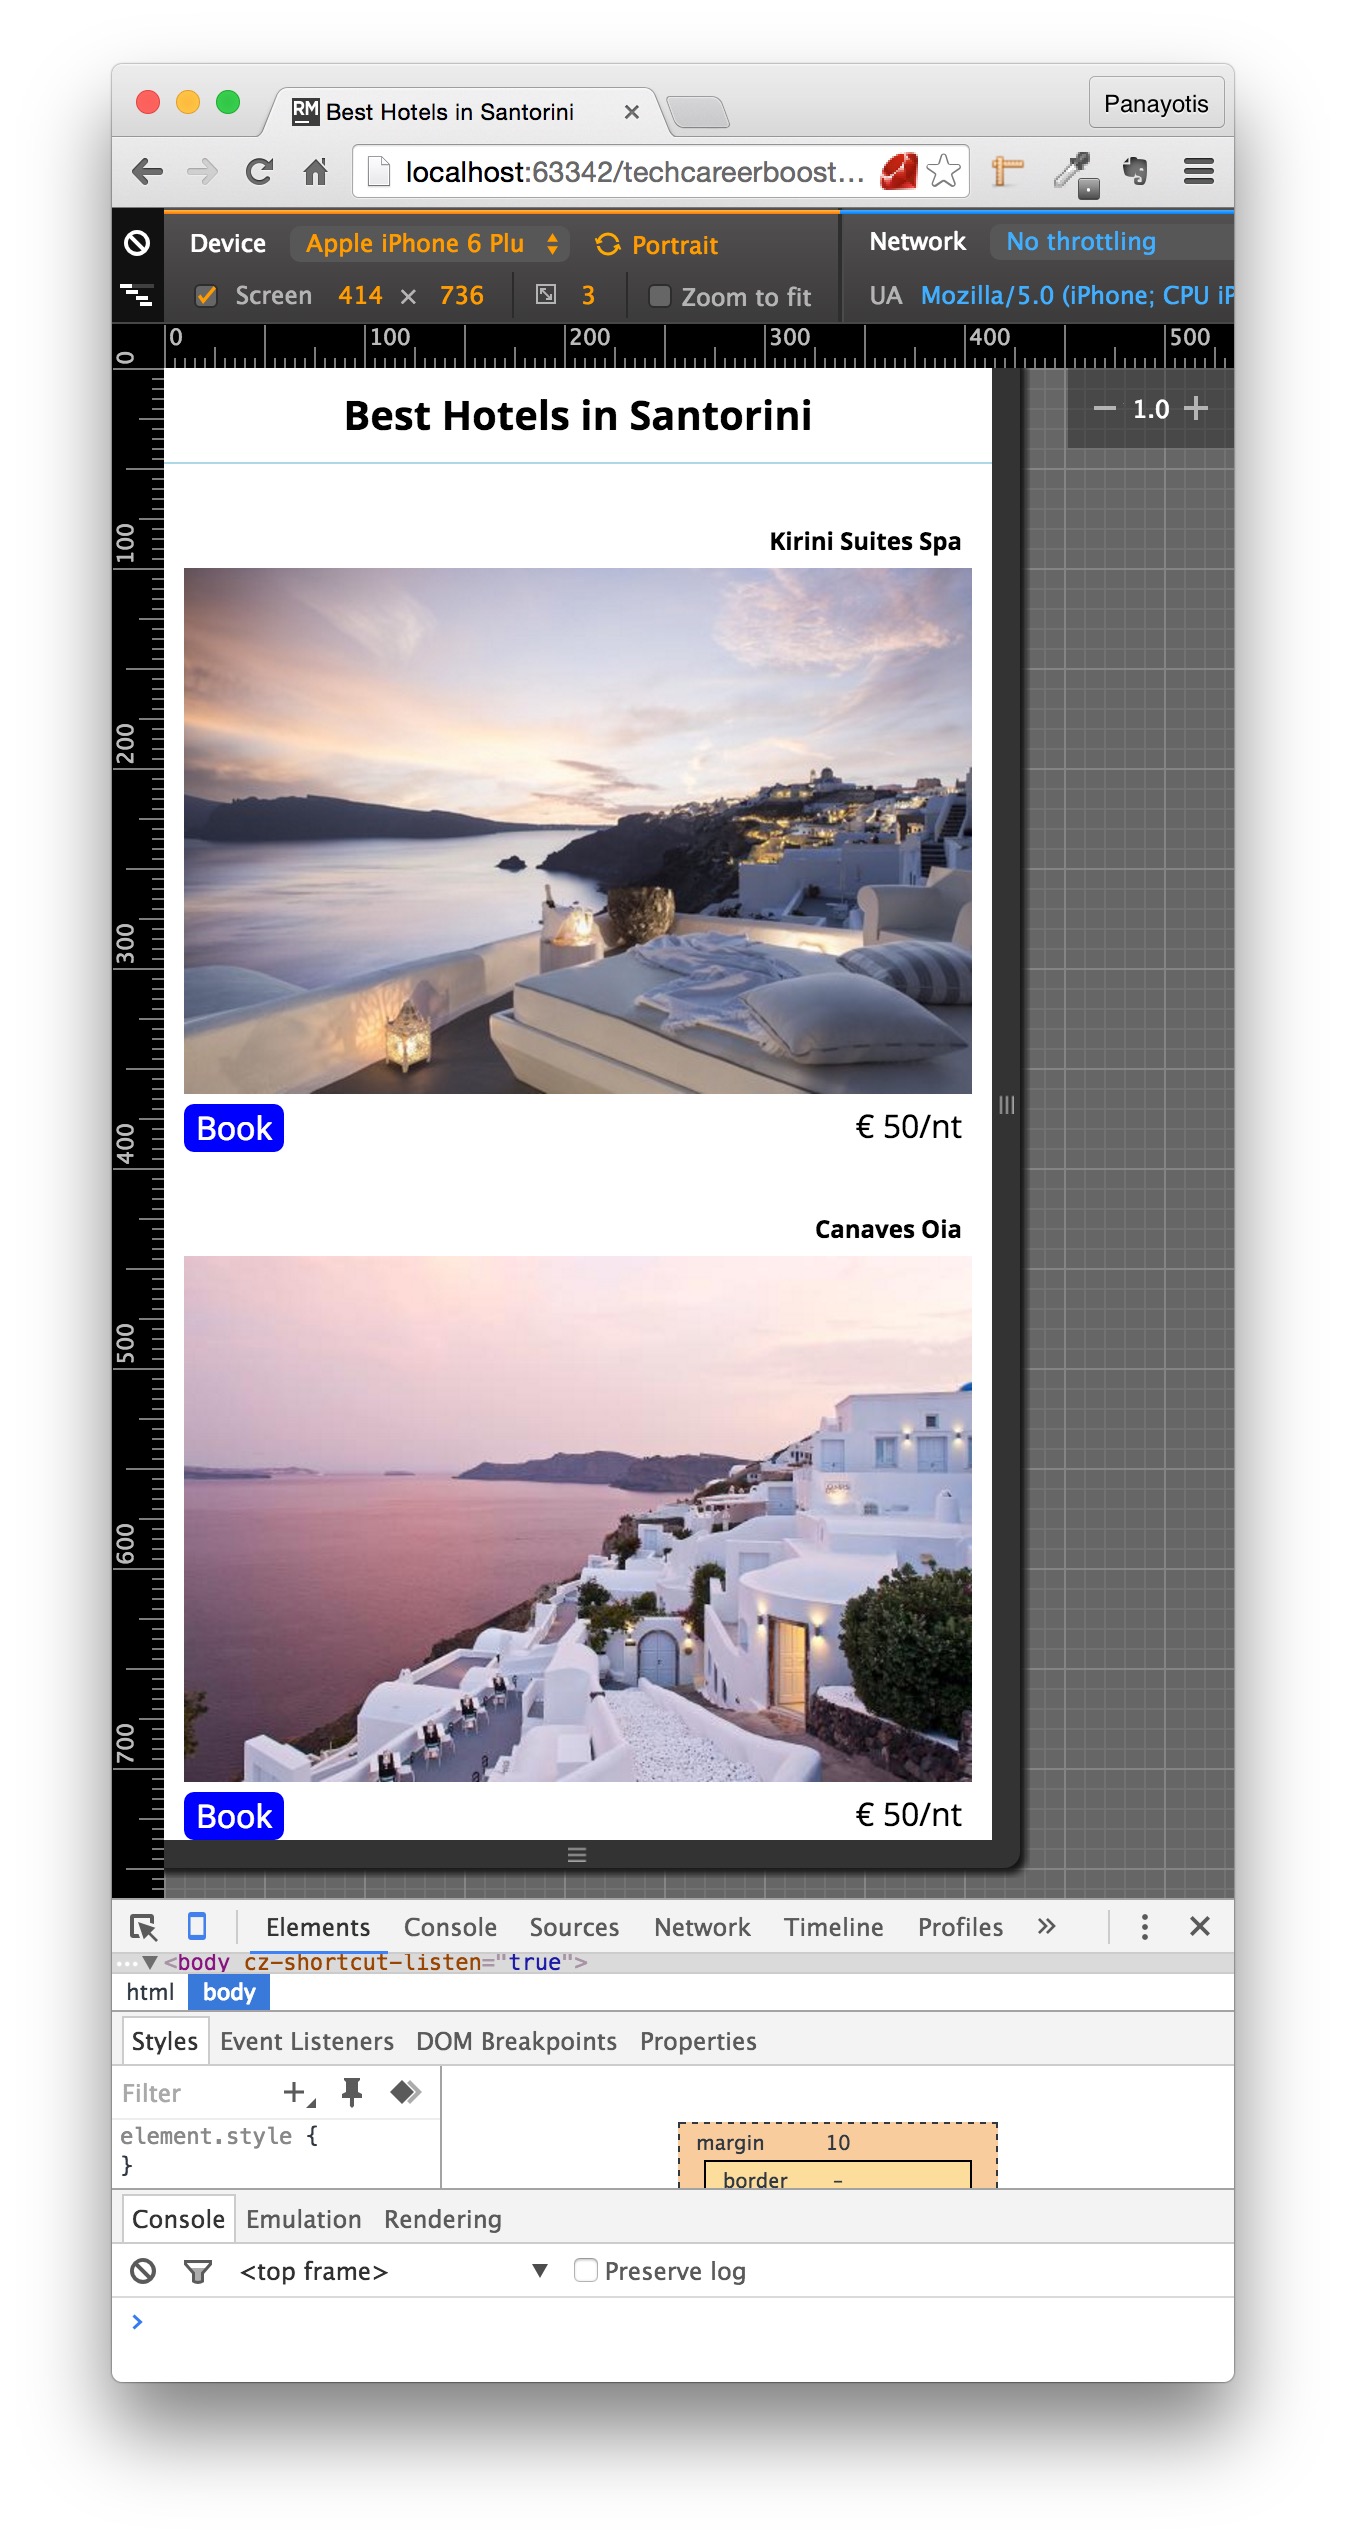 RM Best Hotels in Santorini
Panayotis
localhost:63342/techcareerboost...
Device Apple iPhone 6 Plu Portrait Network No throttling
Screen 414 × 736 3 Zoom to fit UA Mozilla/5.0 (iPhone; CPU iP
0 100 200 300 400 500
0
100
200
300
400
500
600
700
1.0
Best Hotels in Santorini
Kirini Suites Spa
Book € 50/nt
Canaves Oia
Book € 50/nt
Elements Console Sources Network Timeline Profiles »
...▼<body cz-shortcut-listen="true">
html body
Styles Event Listeners DOM Breakpoints Properties
Filter
element.style {
}
margin 10
border –
Console Emulation Rendering
<top frame> ▼ Preserve log
>